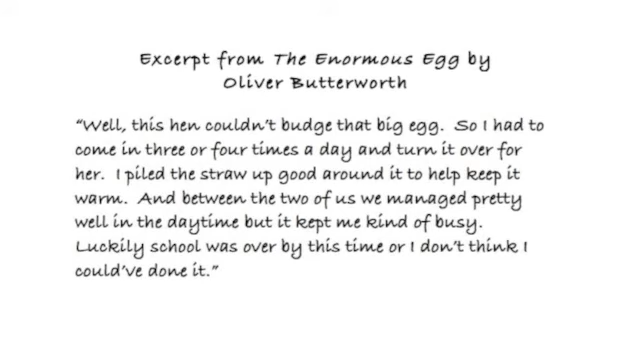 Excerpt from The Enormous Egg by
Oliver Butterworth
“Well, this hen couldn’t budge that big egg. So I had to
come in three or four times a day and turn it over for
her. I piled the straw up good around it to help keep it
warm. And between the two of us we managed pretty
well in the daytime but it kept me kind of busy.
Luckily school was over by this time or I don’t think I
could’ve done it.”